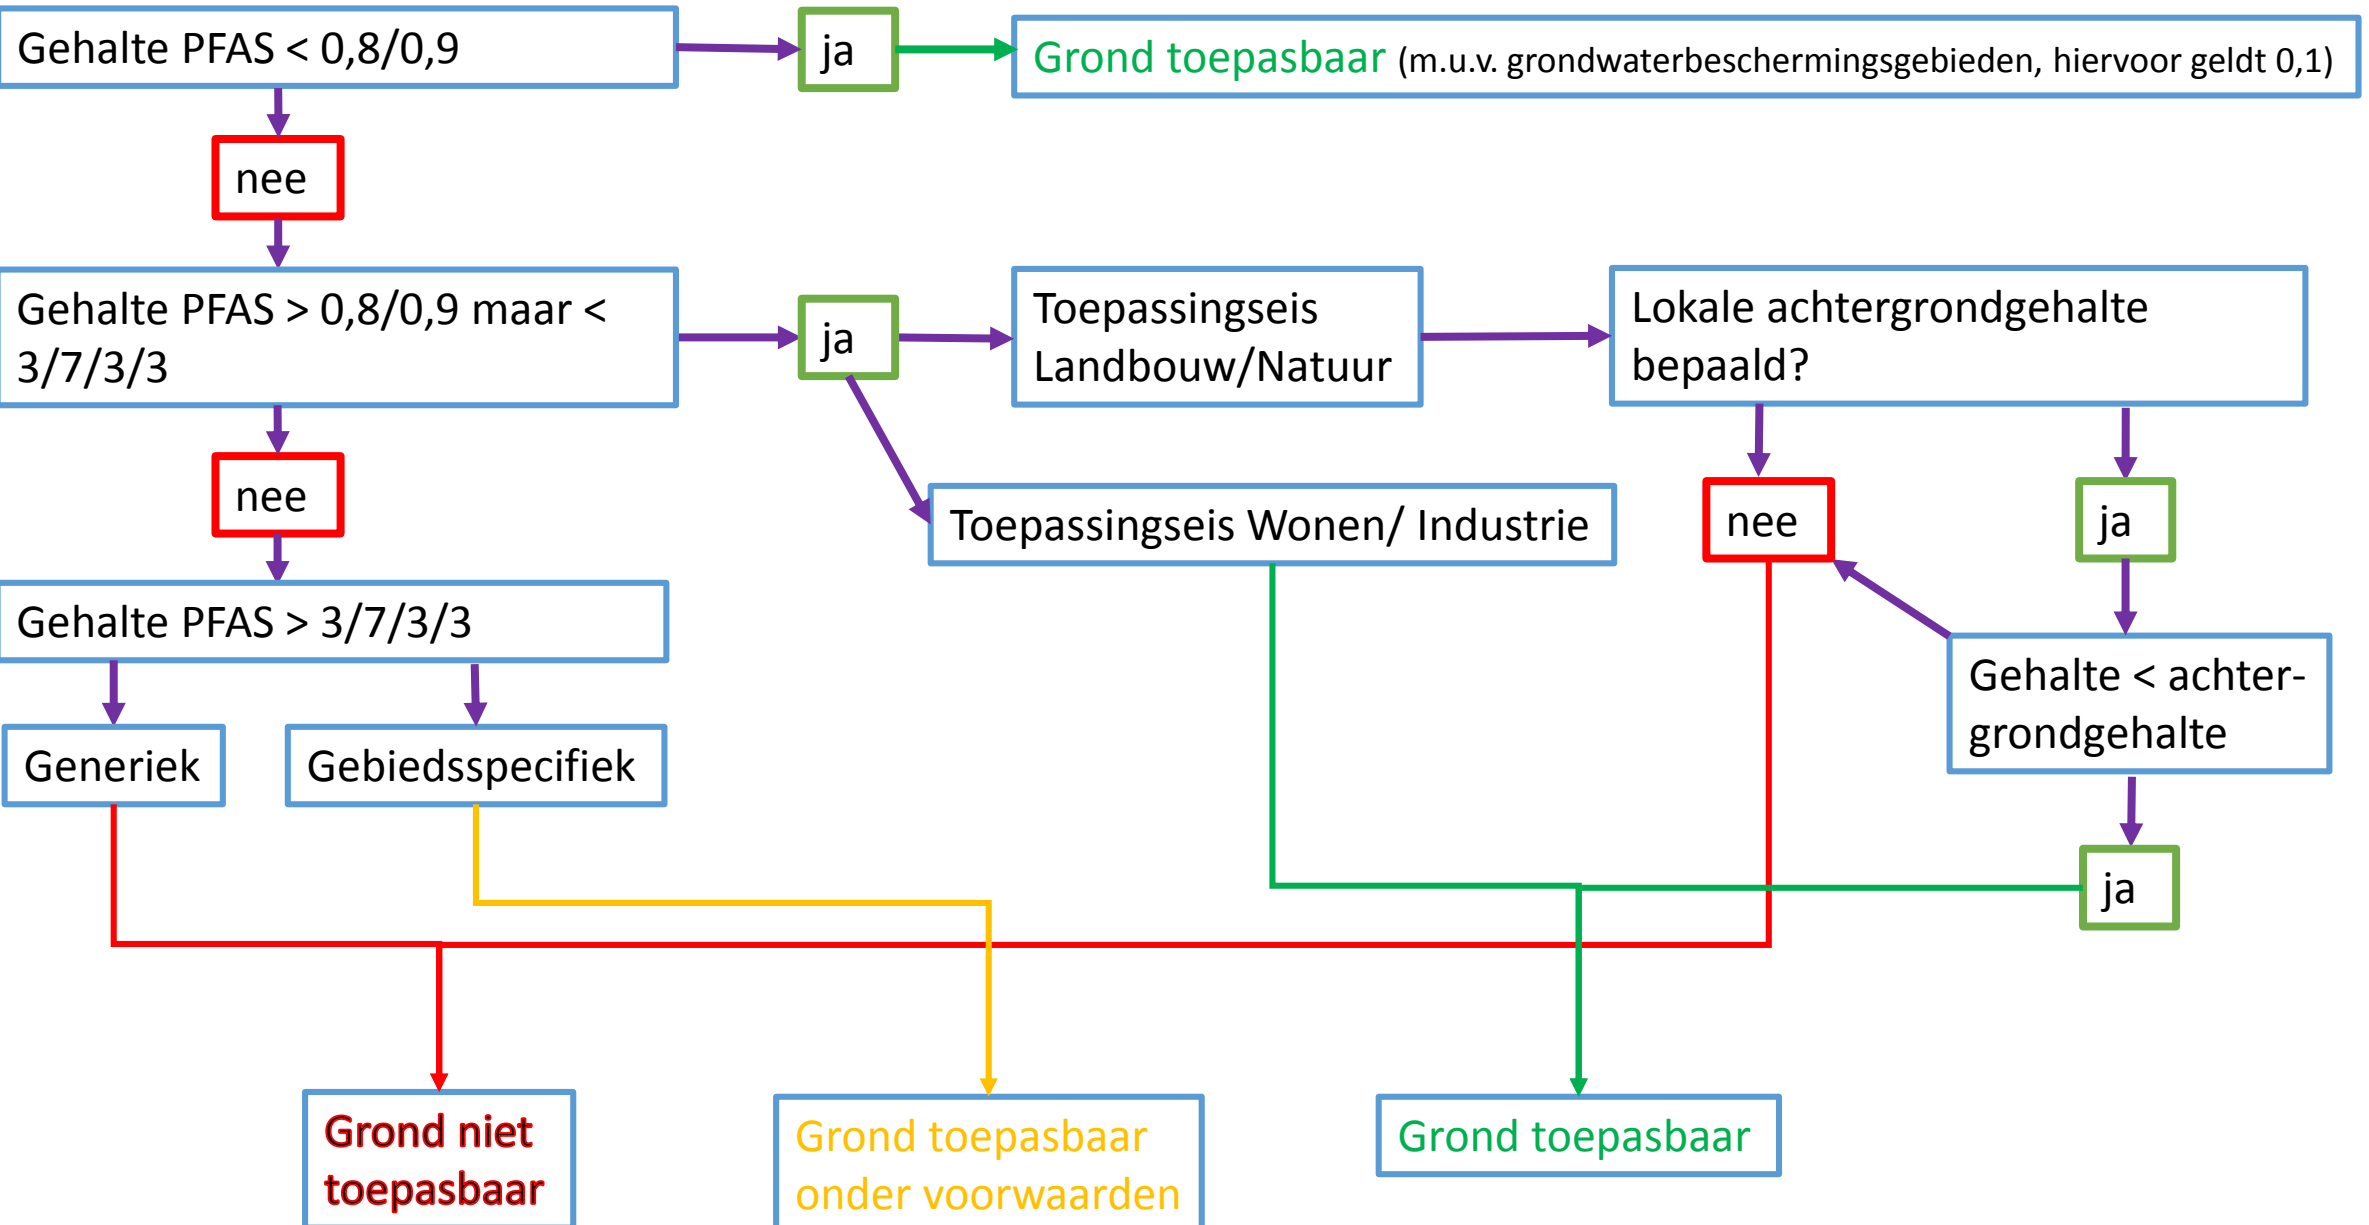 Gehalte PFAS < 0,8/0,9
ja
Grond toepasbaar (m.u.v. grondwaterbeschermingsgebieden, hiervoor geldt 0,1)
nee
Gehalte PFAS > 0,8/0,9 maar <
3/7/3/3
ja
Toepassingseis
Landbouw/Natuur
Lokale achtergrondgehalte
bepaald?
nee
Toepassingseis Wonen/ Industrie
nee
ja
Gehalte PFAS > 3/7/3/3
Gehalte < achter-
grondgehalte
Generiek
Gebiedsspecifiek
ja
Grond niet
toepasbaar
Grond toepasbaar
onder voorwaarden
Grond toepasbaar